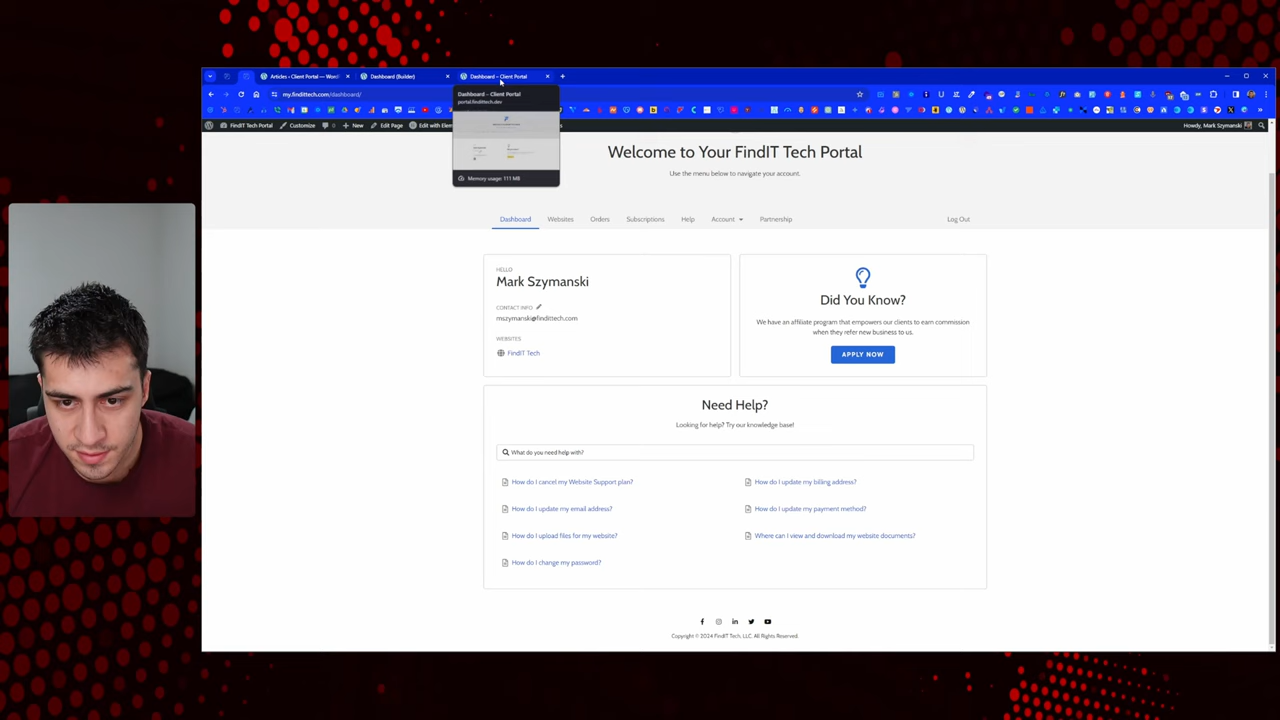 Articles ‹ Client Portal — Word
Dashboard (Builder)
Dashboard – Client Portal
my.findittech.com/dashboard/
Dashboard – Client Portal
portal.findittech.dev
Memory usage: 111 MB
FindIT Tech Portal
Customize
0
New
Edit Page
Edit with Elem
Howdy, Mark Szymanski
Welcome to Your FindIT Tech Portal
Use the menu below to navigate your account.
Dashboard
Websites
Orders
Subscriptions
Help
Account
Partnership
Log Out
HELLO
Mark Szymanski
CONTACT INFO
mszymanski@findittech.com
WEBSITES
FindIT Tech
Did You Know?
We have an affiliate program that empowers our clients to earn commission
when they refer new business to us.
APPLY NOW
Need Help?
Looking for help? Try our knowledge base!
What do you need help with?
How do I cancel my Website Support plan?
How do I update my billing address?
How do I update my email address?
How do I update my payment method?
How do I upload files for my website?
Where can I view and download my website documents?
How do I change my password?
Copyright © 2024 FindIT Tech, LLC. All Rights Reserved.